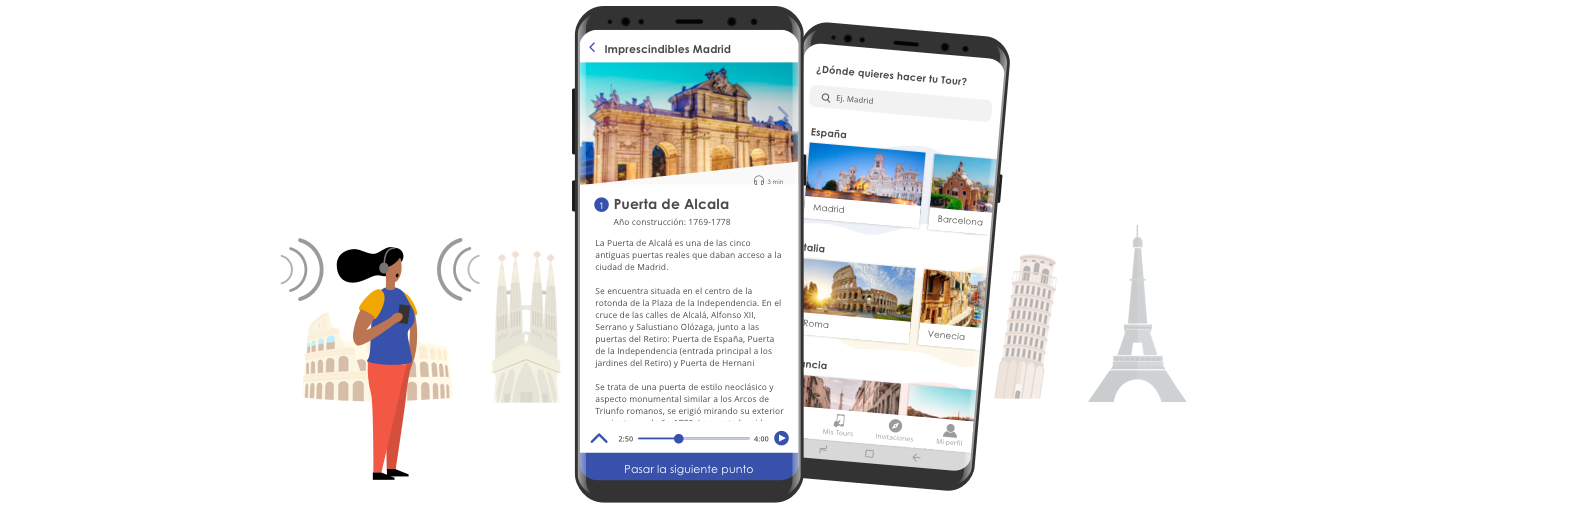 Imprescindibles Madrid
3 min
1 Puerta de Alcala
Año construcción: 1769-1778
La Puerta de Alcalá es una de las cinco
antiguas puertas reales que daban acceso a la
ciudad de Madrid.
Se encuentra situada en el centro de la
rotonda de la Plaza de la Independencia. En el
cruce de las calles de Alcalá, Alfonso XII,
Serrano y Salustiano Olózaga, junto a las
puertas del Retiro: Puerta de España, Puerta
de la Independencia (entrada principal a los
jardines del Retiro) y Puerta de Hernani
Se trata de una puerta de estilo neoclásico y
aspecto monumental similar a los Arcos de
Triunfo romanos, se erigió mirando su exterior
2:50 4:00
Pasar la siguiente punto
¿Dónde quieres hacer tu Tour?
Ej. Madrid
España
Madrid
Barcelona
talia
Roma
Venecia
ncia
Mis Tours
Invitaciones
Mi perfil